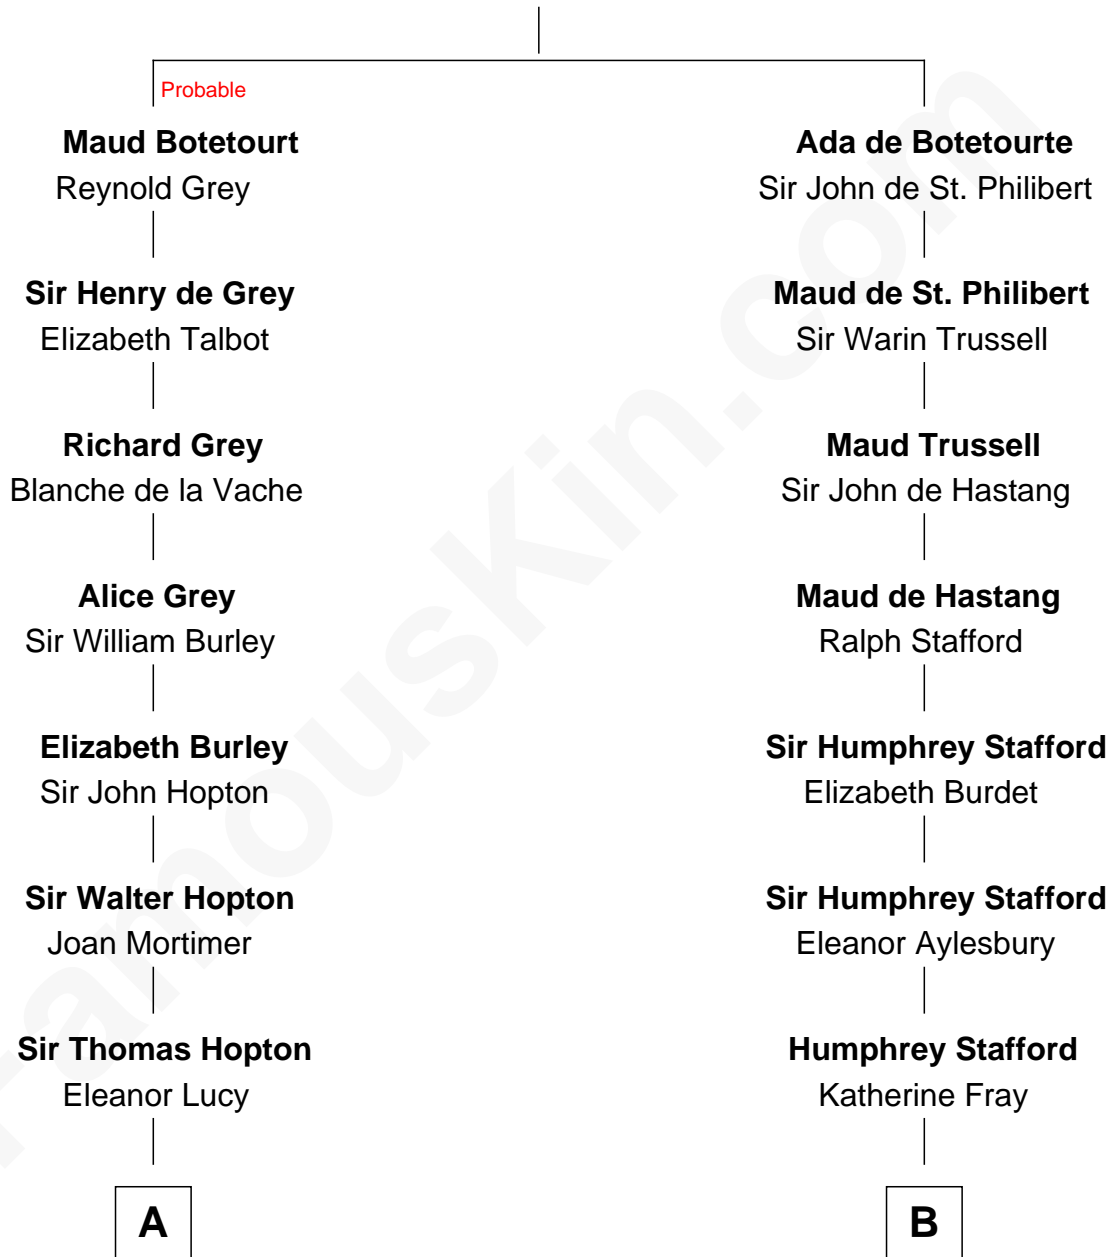 Probable
Maud Botetourt
Reynold Grey
Sir Henry de Grey
Elizabeth Talbot
Richard Grey
Blanche de la Vache
Alice Grey
Sir William Burley
Elizabeth Burley
Sir John Hopton
Sir Walter Hopton
Joan Mortimer
Sir Thomas Hopton
Eleanor Lucy
A
Ada de Botetourte
Sir John de St. Philibert
Maud de St. Philibert
Sir Warin Trussell
Maud Trussell
Sir John de Hastang
Maud de Hastang
Ralph Stafford
Sir Humphrey Stafford
Elizabeth Burdet
Sir Humphrey Stafford
Eleanor Aylesbury
Humphrey Stafford
Katherine Fray
B
FamousKin.com